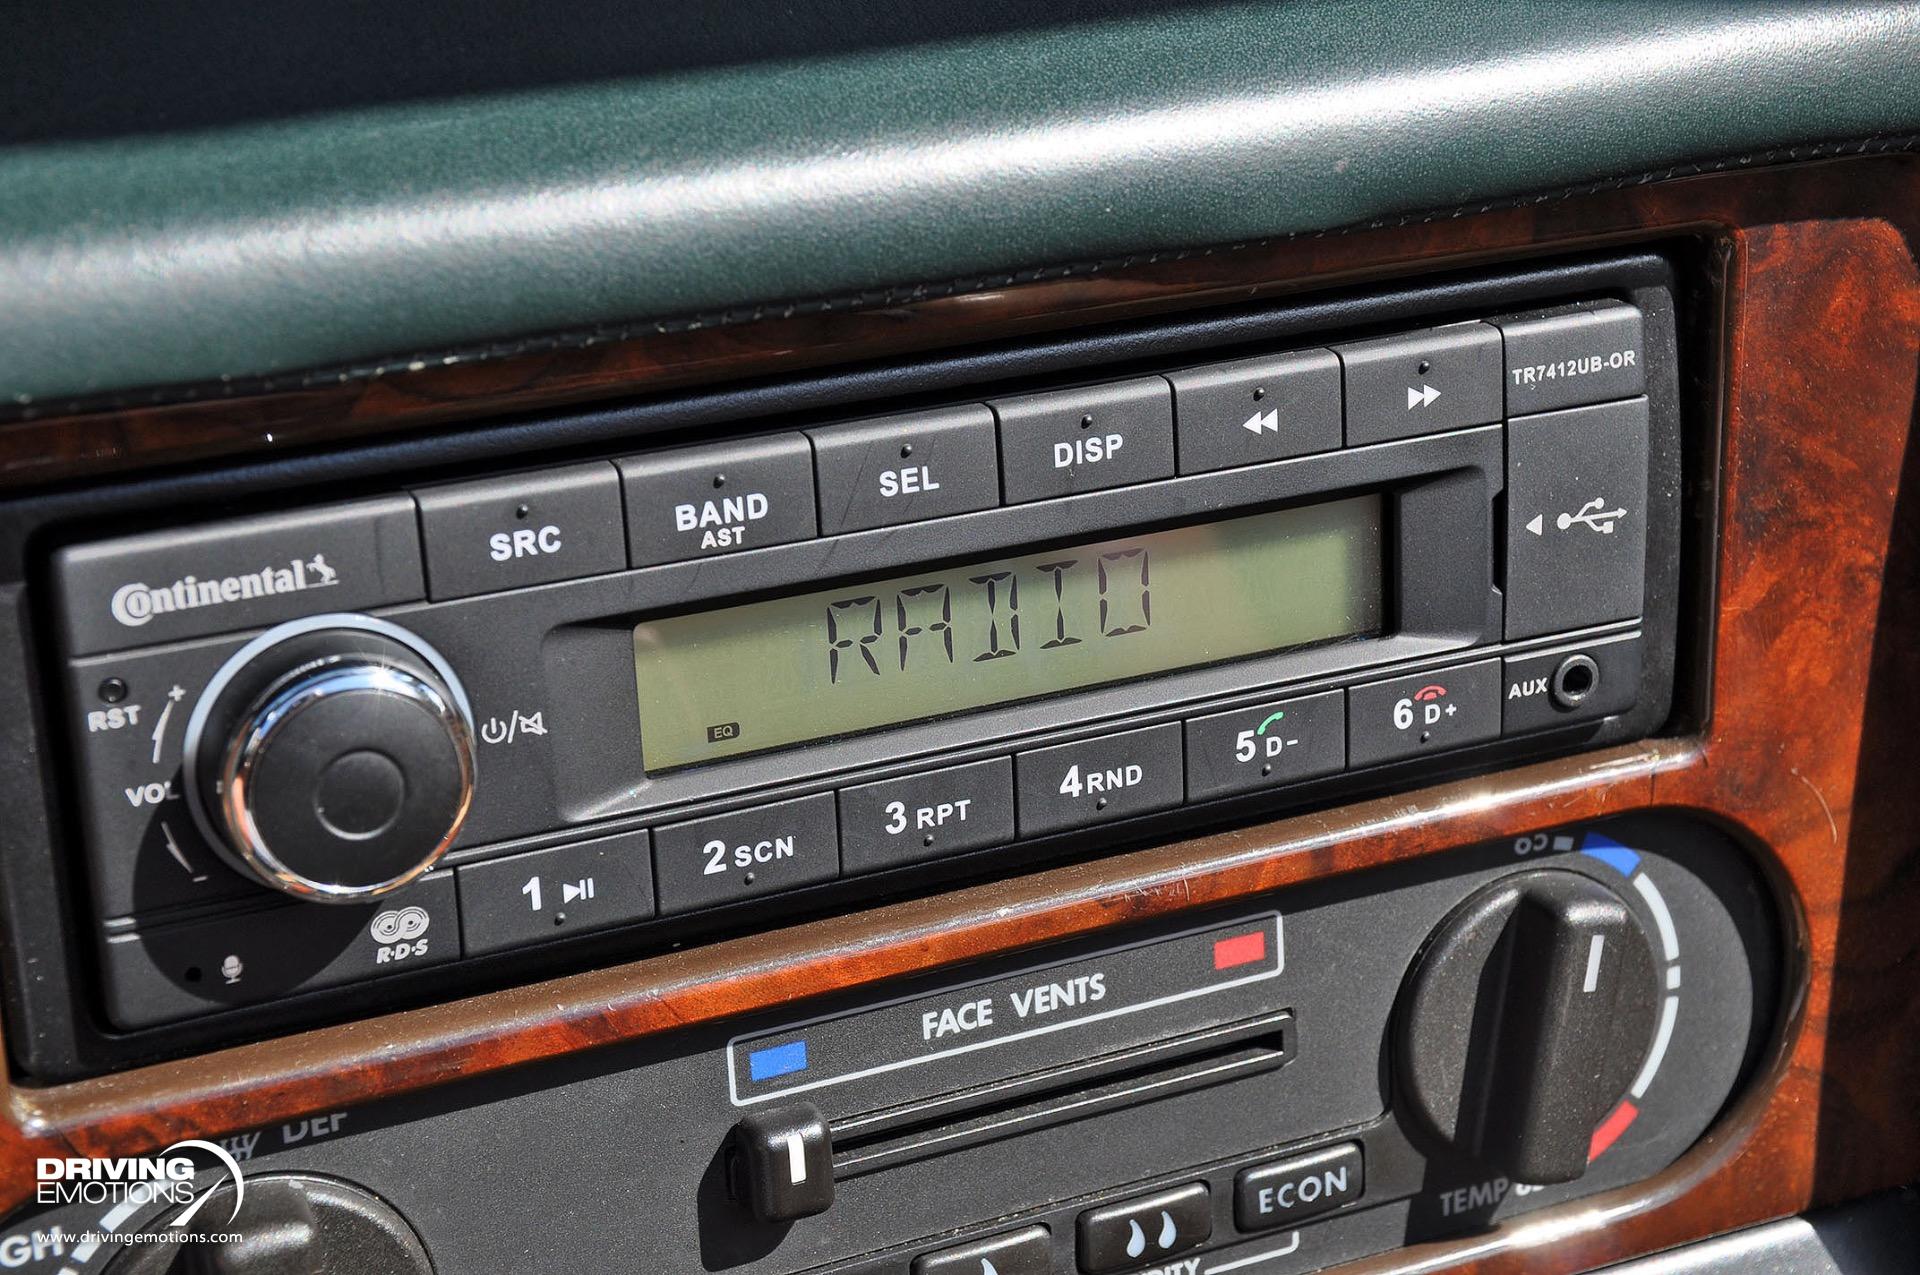 TR7412UB-OR
SRC
BAND
AST
SEL
DISP
Continental
RADIO
EQ
RST
VOL
1
2 SCN
3 RPT
4 RND
5 D-
6 D+
AUX
R·D·S
FACE VENTS
DEF
TEMP
ECON
DRIVING
EMOTIONS
www.drivingemotions.com